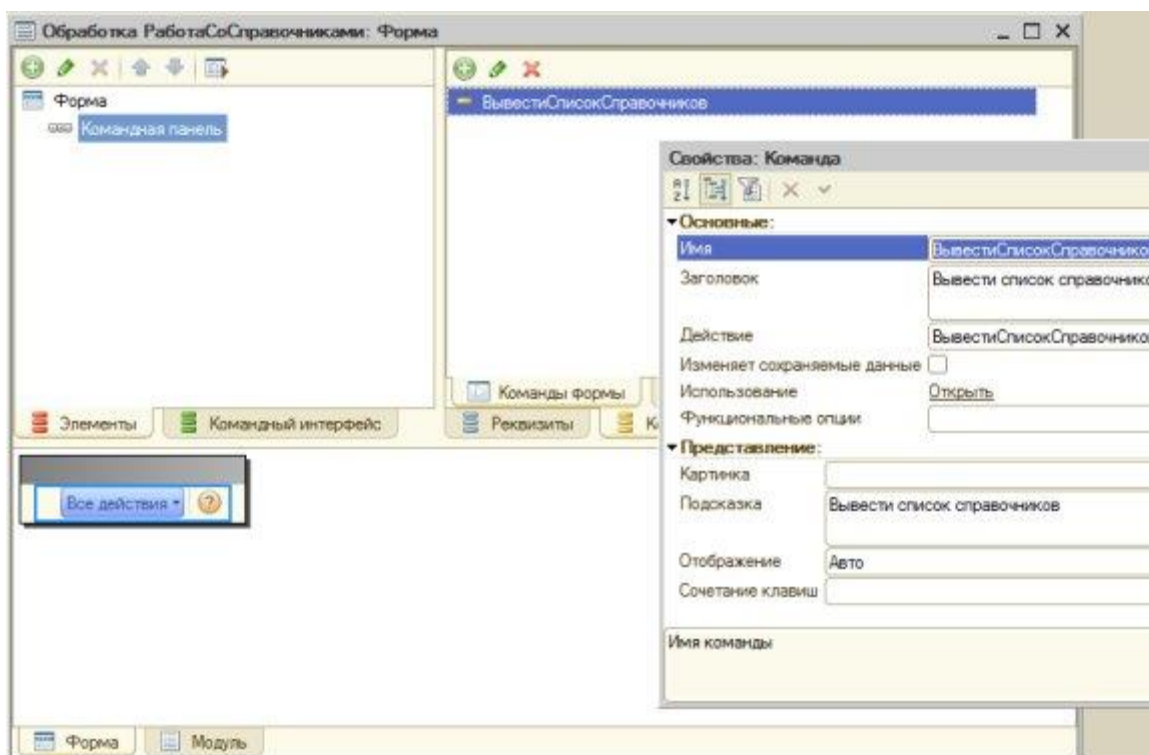 Обработка РаботаСоСправочниками: Форма
Форма
Командная панель
ВывестиСписокСправочников
Свойства: Команда
Основные:
Имя ВывестиСписокСправочнико
Заголовок Вывести список справочник
Действие ВывестиСписокСправочнико
Изменяет сохраняемые данные
Использование Открыть
Функциональные опции
Представление:
Картинка
Подсказка Вывести список справочников
Отображение Авто
Сочетание клавиш
Имя команды
Команды формы
Элементы Командный интерфейс Реквизиты
Все действия
Форма Модуль